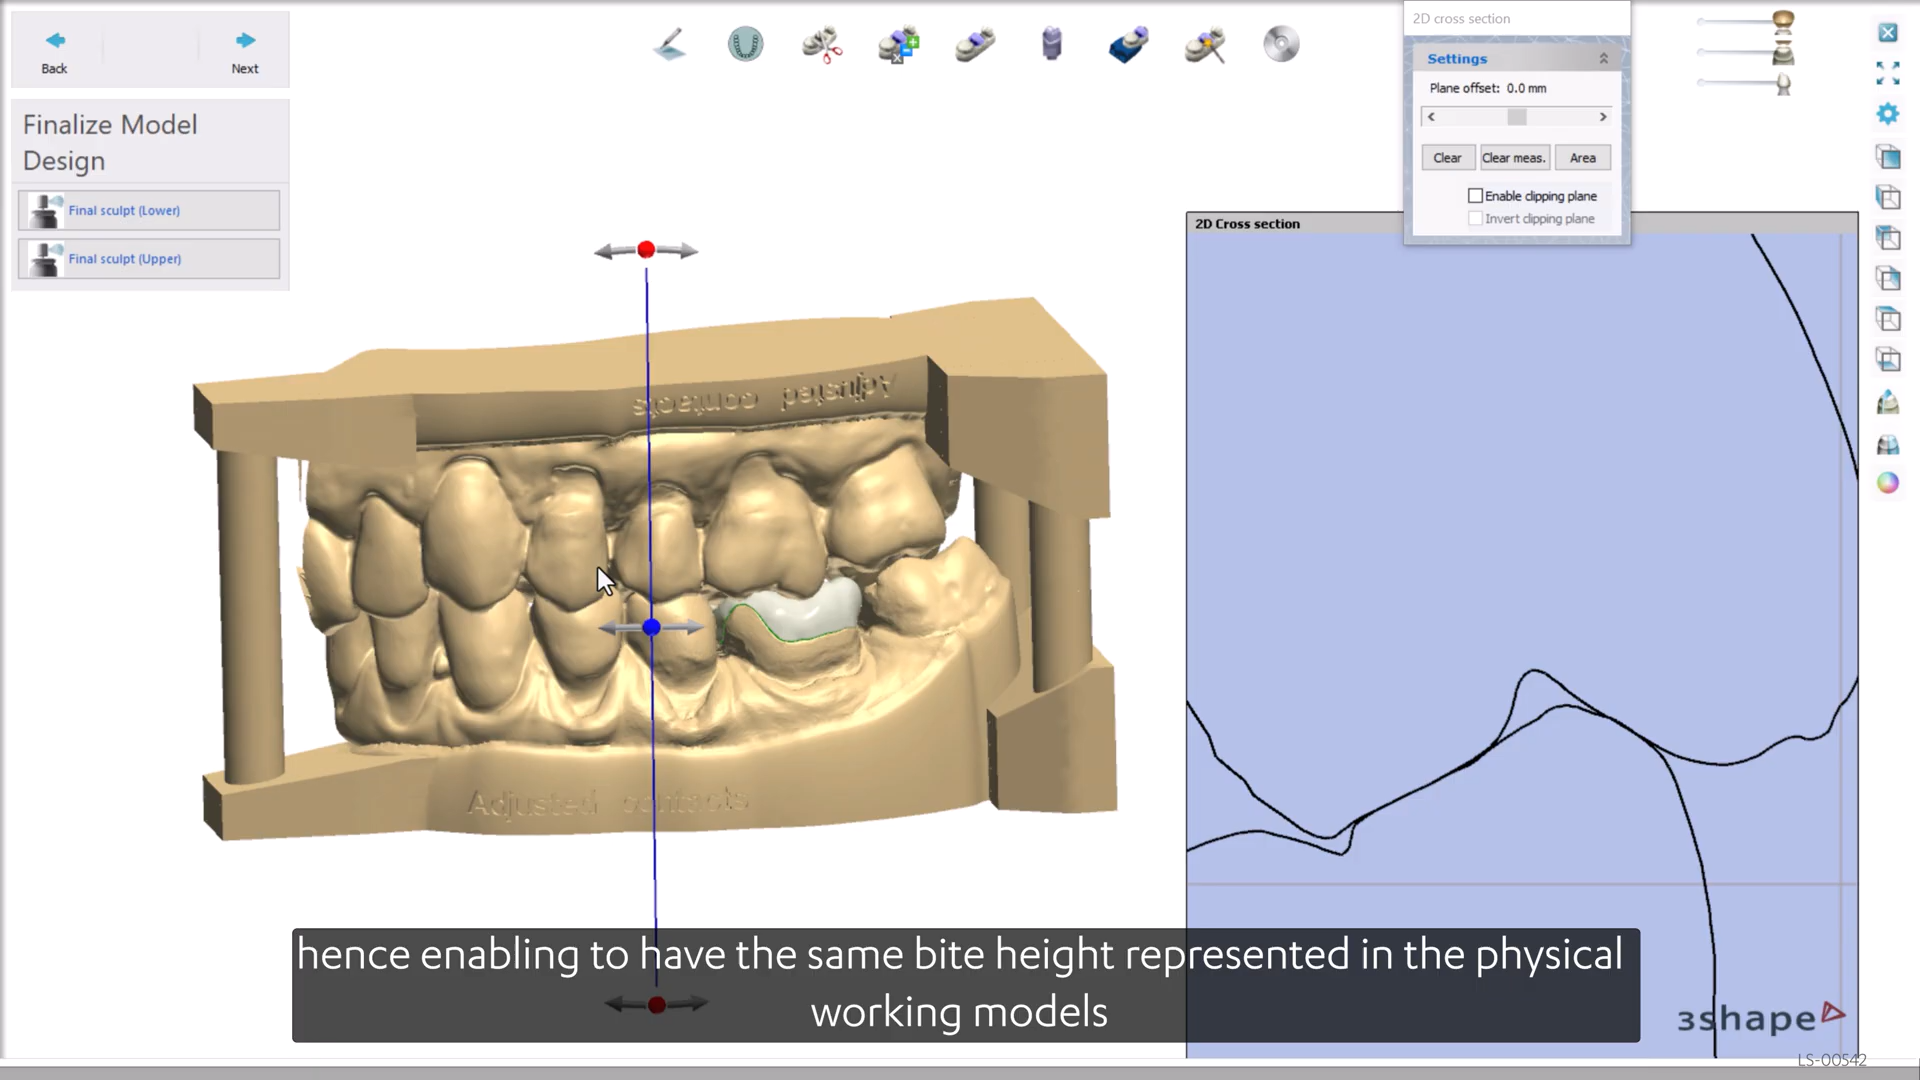 Back
Next
Finalize Model
Design
Final sculpt (Lower)
Final sculpt (Upper)
2D cross section
Settings
Plane offset: 0.0 mm
Clear
Clear meas.
Area
Enable clipping plane
Invert clipping plane
2D Cross section
Adjusted contacts
Adjusted contacts
hence enabling to have the same bite height represented in the physical
working models
3shape
LS-00542